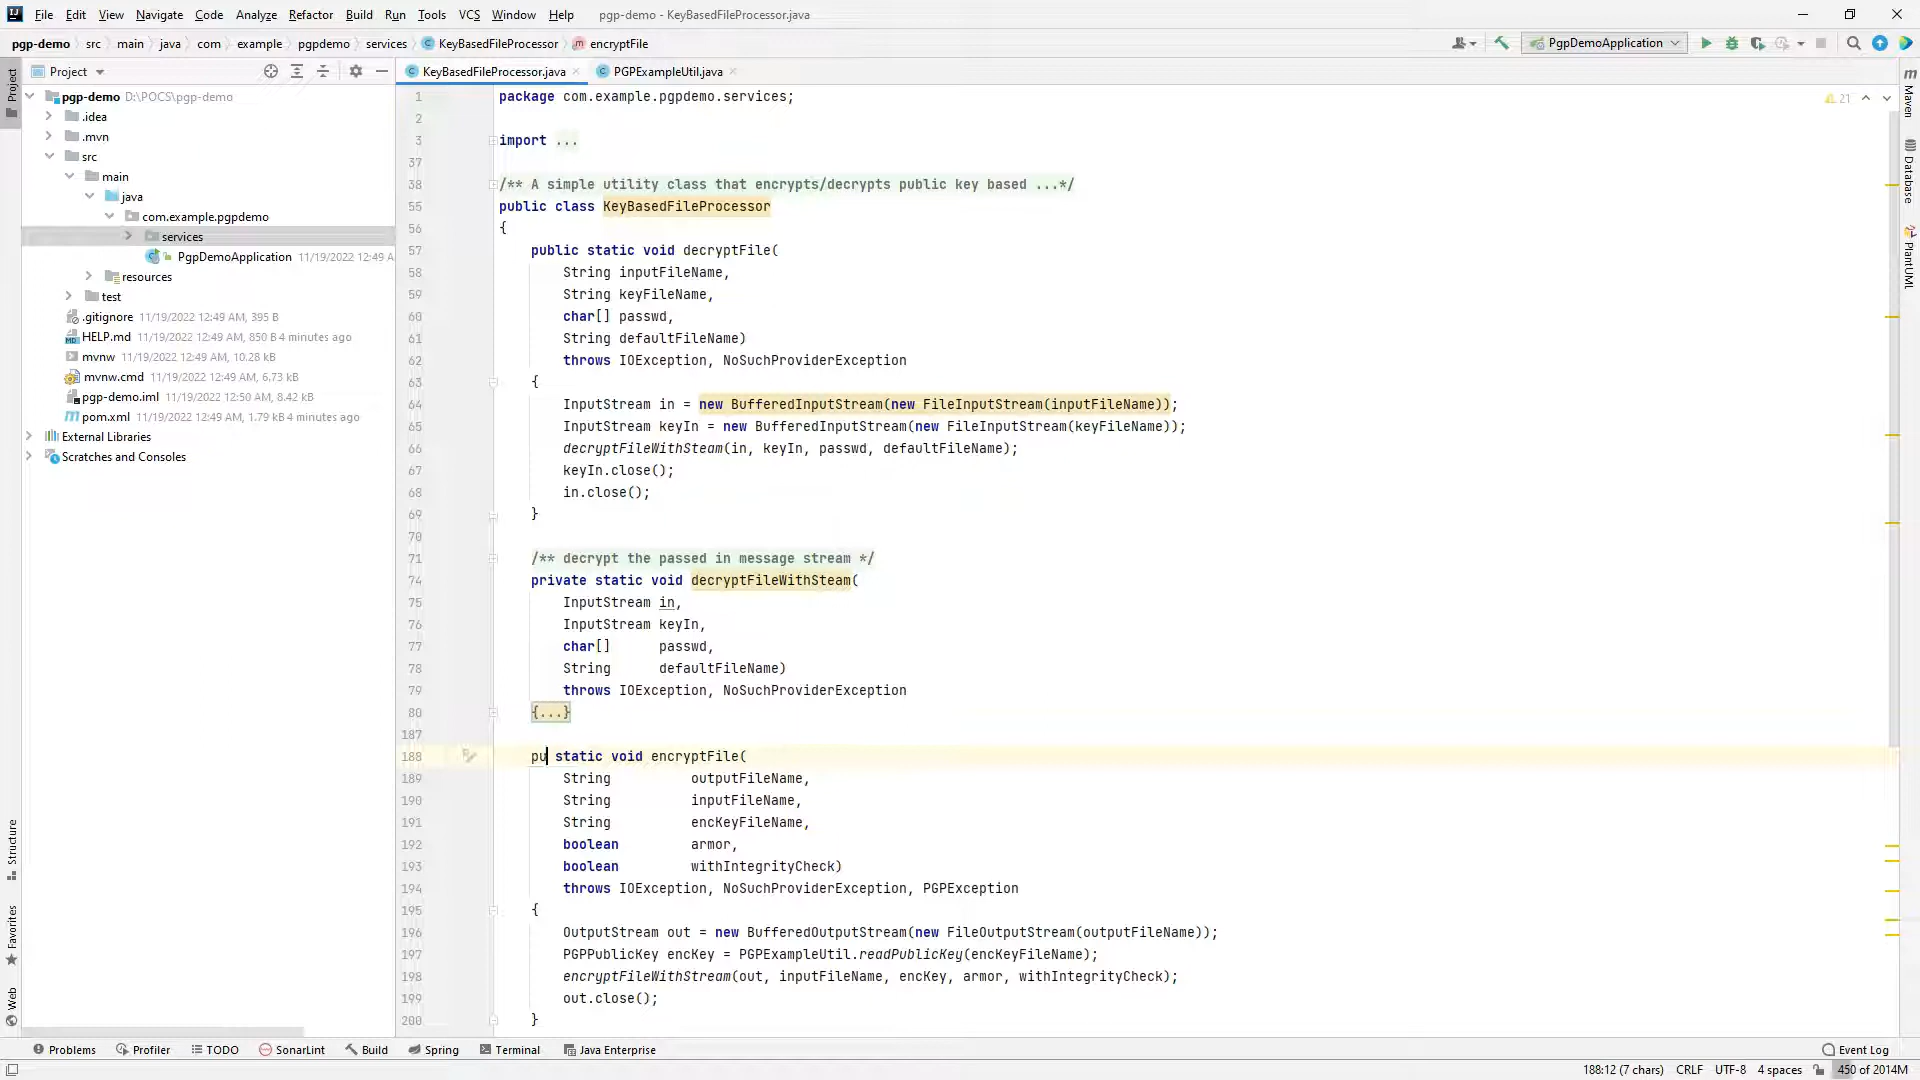 File Edit View Navigate Code Analyze Refactor Build Run Tools VCS Window Help pgp-demo - KeyBasedFileProcessor.java
pgp-demo src main java com example pgpdemo services KeyBasedFileProcessor encryptFile PgpDemoApplication
Project KeyBasedFileProcessor.java PGPExampleUtil.java
pgp-demo D:\POCS\pgp-demo
.idea
.mvn
src
main
java
com.example.pgpdemo
services
PgpDemoApplication 11/19/2022 12:49 A
resources
test
.gitignore 11/19/2022 12:49 AM, 395 B
HELP.md 11/19/2022 12:49 AM, 850 B 4 minutes ago
mvnw 11/19/2022 12:49 AM, 10.28 kB
mvnw.cmd 11/19/2022 12:49 AM, 6.73 kB
pgp-demo.iml 11/19/2022 12:50 AM, 8.42 kB
pom.xml 11/19/2022 12:49 AM, 1.79 kB 4 minutes ago
External Libraries
Scratches and Consoles
Project
Structure
Favorites
Web
1 package com.example.pgpdemo.services;
2
3 import ...
37
38 /** A simple utility class that encrypts/decrypts public key based ...*/
55 public class KeyBasedFileProcessor
56 {
57 public static void decryptFile(
58 String inputFileName,
59 String keyFileName,
60 char[] passwd,
61 String defaultFileName)
62 throws IOException, NoSuchProviderException
63 {
64 InputStream in = new BufferedInputStream(new FileInputStream(inputFileName));
65 InputStream keyIn = new BufferedInputStream(new FileInputStream(keyFileName));
66 decryptFileWithSteam(in, keyIn, passwd, defaultFileName);
67 keyIn.close();
68 in.close();
69 }
70
71 /** decrypt the passed in message stream */
74 private static void decryptFileWithSteam(
75 InputStream in,
76 InputStream keyIn,
77 char[] passwd,
78 String defaultFileName)
79 throws IOException, NoSuchProviderException
80 {...}
187
188 pu static void encryptFile(
189 String outputFileName,
190 String inputFileName,
191 String encKeyFileName,
192 boolean armor,
193 boolean withIntegrityCheck)
194 throws IOException, NoSuchProviderException, PGPException
195 {
196 OutputStream out = new BufferedOutputStream(new FileOutputStream(outputFileName));
197 PGPPublicKey encKey = PGPExampleUtil.readPublicKey(encKeyFileName);
198 encryptFileWithStream(out, inputFileName, encKey, armor, withIntegrityCheck);
199 out.close();
200 }
21
Maven
Database
PlantUML
Problems Profiler TODO SonarLint Build Spring Terminal Java Enterprise Event Log
188:12 (7 chars) CRLF UTF-8 4 spaces 450 of 2014M